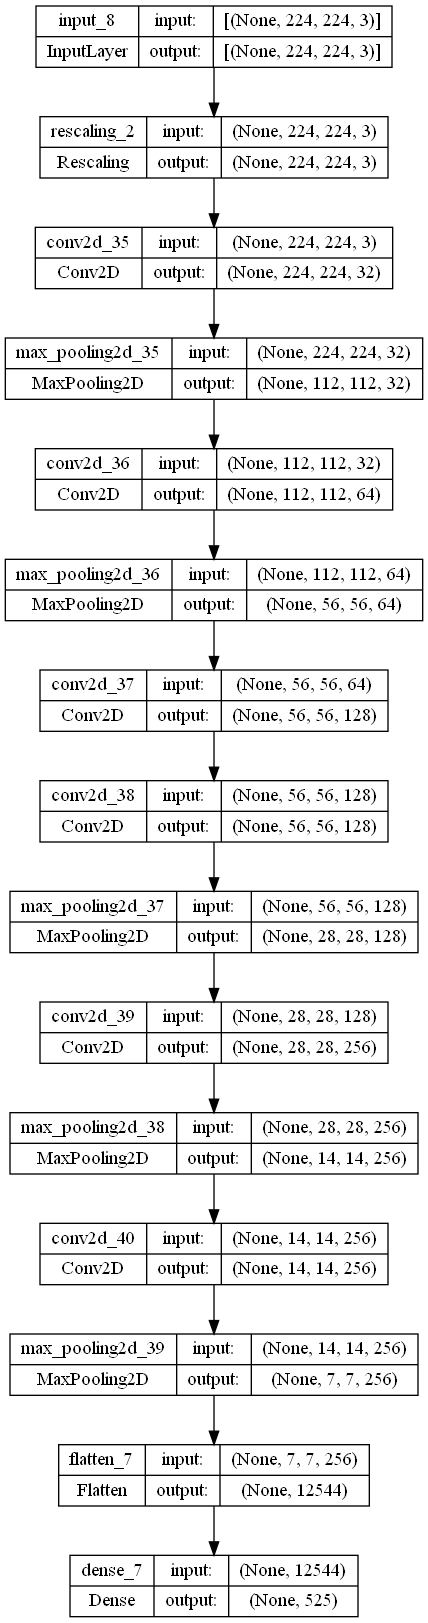 input_8 input: [(None, 224, 224, 3)]
InputLayer output: [(None, 224, 224, 3)]
rescaling_2 input: (None, 224, 224, 3)
Rescaling output: (None, 224, 224, 3)
conv2d_35 input: (None, 224, 224, 3)
Conv2D output: (None, 224, 224, 32)
max_pooling2d_35 input: (None, 224, 224, 32)
MaxPooling2D output: (None, 112, 112, 32)
conv2d_36 input: (None, 112, 112, 32)
Conv2D output: (None, 112, 112, 64)
max_pooling2d_36 input: (None, 112, 112, 64)
MaxPooling2D output: (None, 56, 56, 64)
conv2d_37 input: (None, 56, 56, 64)
Conv2D output: (None, 56, 56, 128)
conv2d_38 input: (None, 56, 56, 128)
Conv2D output: (None, 56, 56, 128)
max_pooling2d_37 input: (None, 56, 56, 128)
MaxPooling2D output: (None, 28, 28, 128)
conv2d_39 input: (None, 28, 28, 128)
Conv2D output: (None, 28, 28, 256)
max_pooling2d_38 input: (None, 28, 28, 256)
MaxPooling2D output: (None, 14, 14, 256)
conv2d_40 input: (None, 14, 14, 256)
Conv2D output: (None, 14, 14, 256)
max_pooling2d_39 input: (None, 14, 14, 256)
MaxPooling2D output: (None, 7, 7, 256)
flatten_7 input: (None, 7, 7, 256)
Flatten output: (None, 12544)
dense_7 input: (None, 12544)
Dense output: (None, 525)